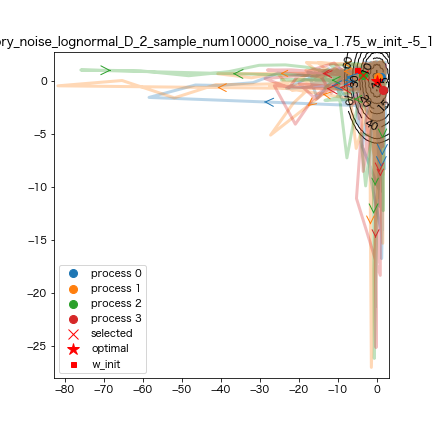 ory_noise_lognormal_D_2_sample_num10000_noise_va_1.75_w_init_-5_1
0
−5
−10
−15
−20
−25
−80 −70 −60 −50 −40 −30 −20 −10 0
process 0
process 1
process 2
process 3
selected
optimal
w_init